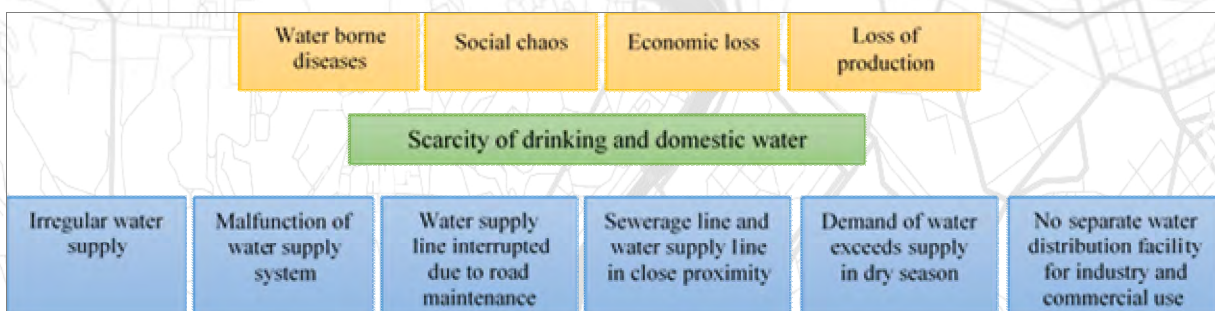 Water borne
diseases
Social chaos
Economic loss
Loss of
production
Scarcity of drinking and domestic water
Irregular water
supply
Malfunction of
water supply
system
Water supply
line interrupted
due to road
maintenance
Sewerage line and
water supply line
in close proximity
Demand of water
exceeds supply
in dry season
No separate water
distribution facility
for industry and
commercial use